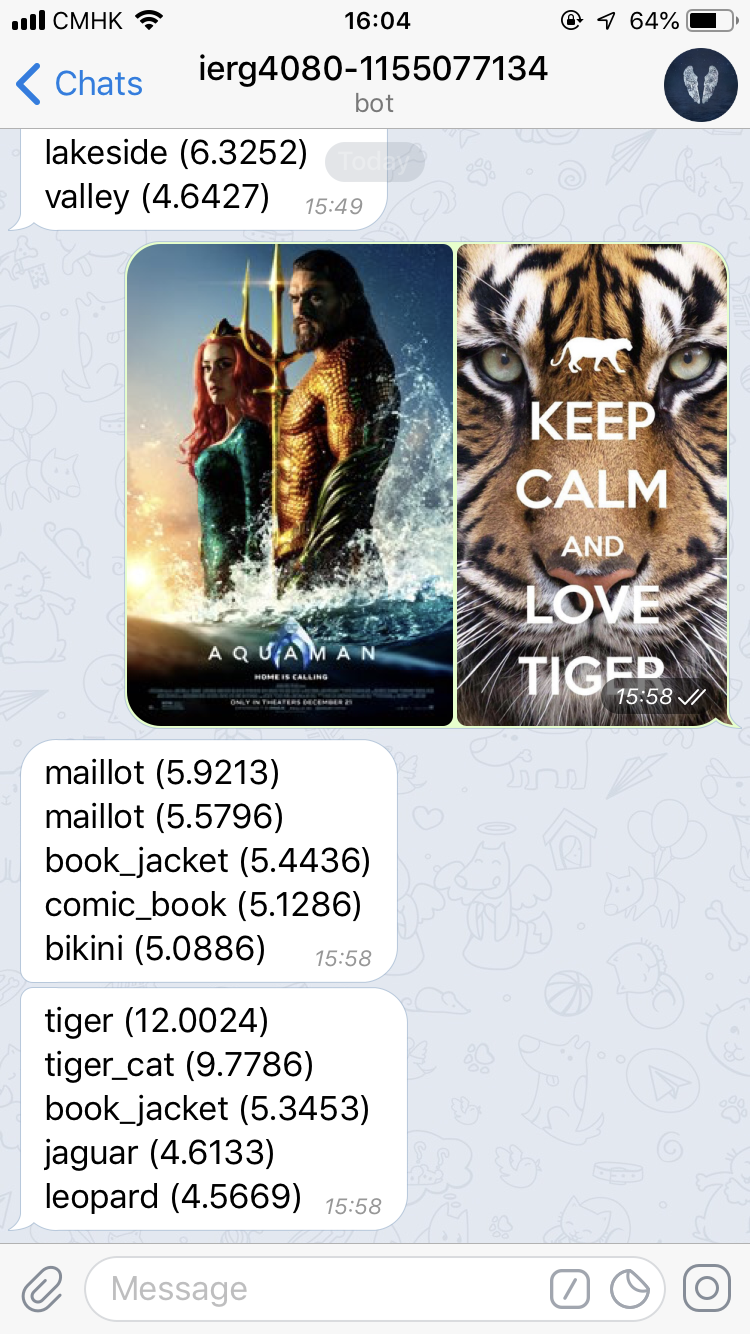 CMHK
16:04
64%
Chats
ierg4080-1155077134
bot
lakeside (6.3252)
Today
valley (4.6427)
15:49
AQUAMAN
HOME IS CALLING
ONLY IN THEATERS DECEMBER 21
KEEP
CALM
AND
LOVE
TIGER
15:58
maillot (5.9213)
maillot (5.5796)
book_jacket (5.4436)
comic_book (5.1286)
bikini (5.0886)
15:58
tiger (12.0024)
tiger_cat (9.7786)
book_jacket (5.3453)
jaguar (4.6133)
leopard (4.5669)
15:58
Message